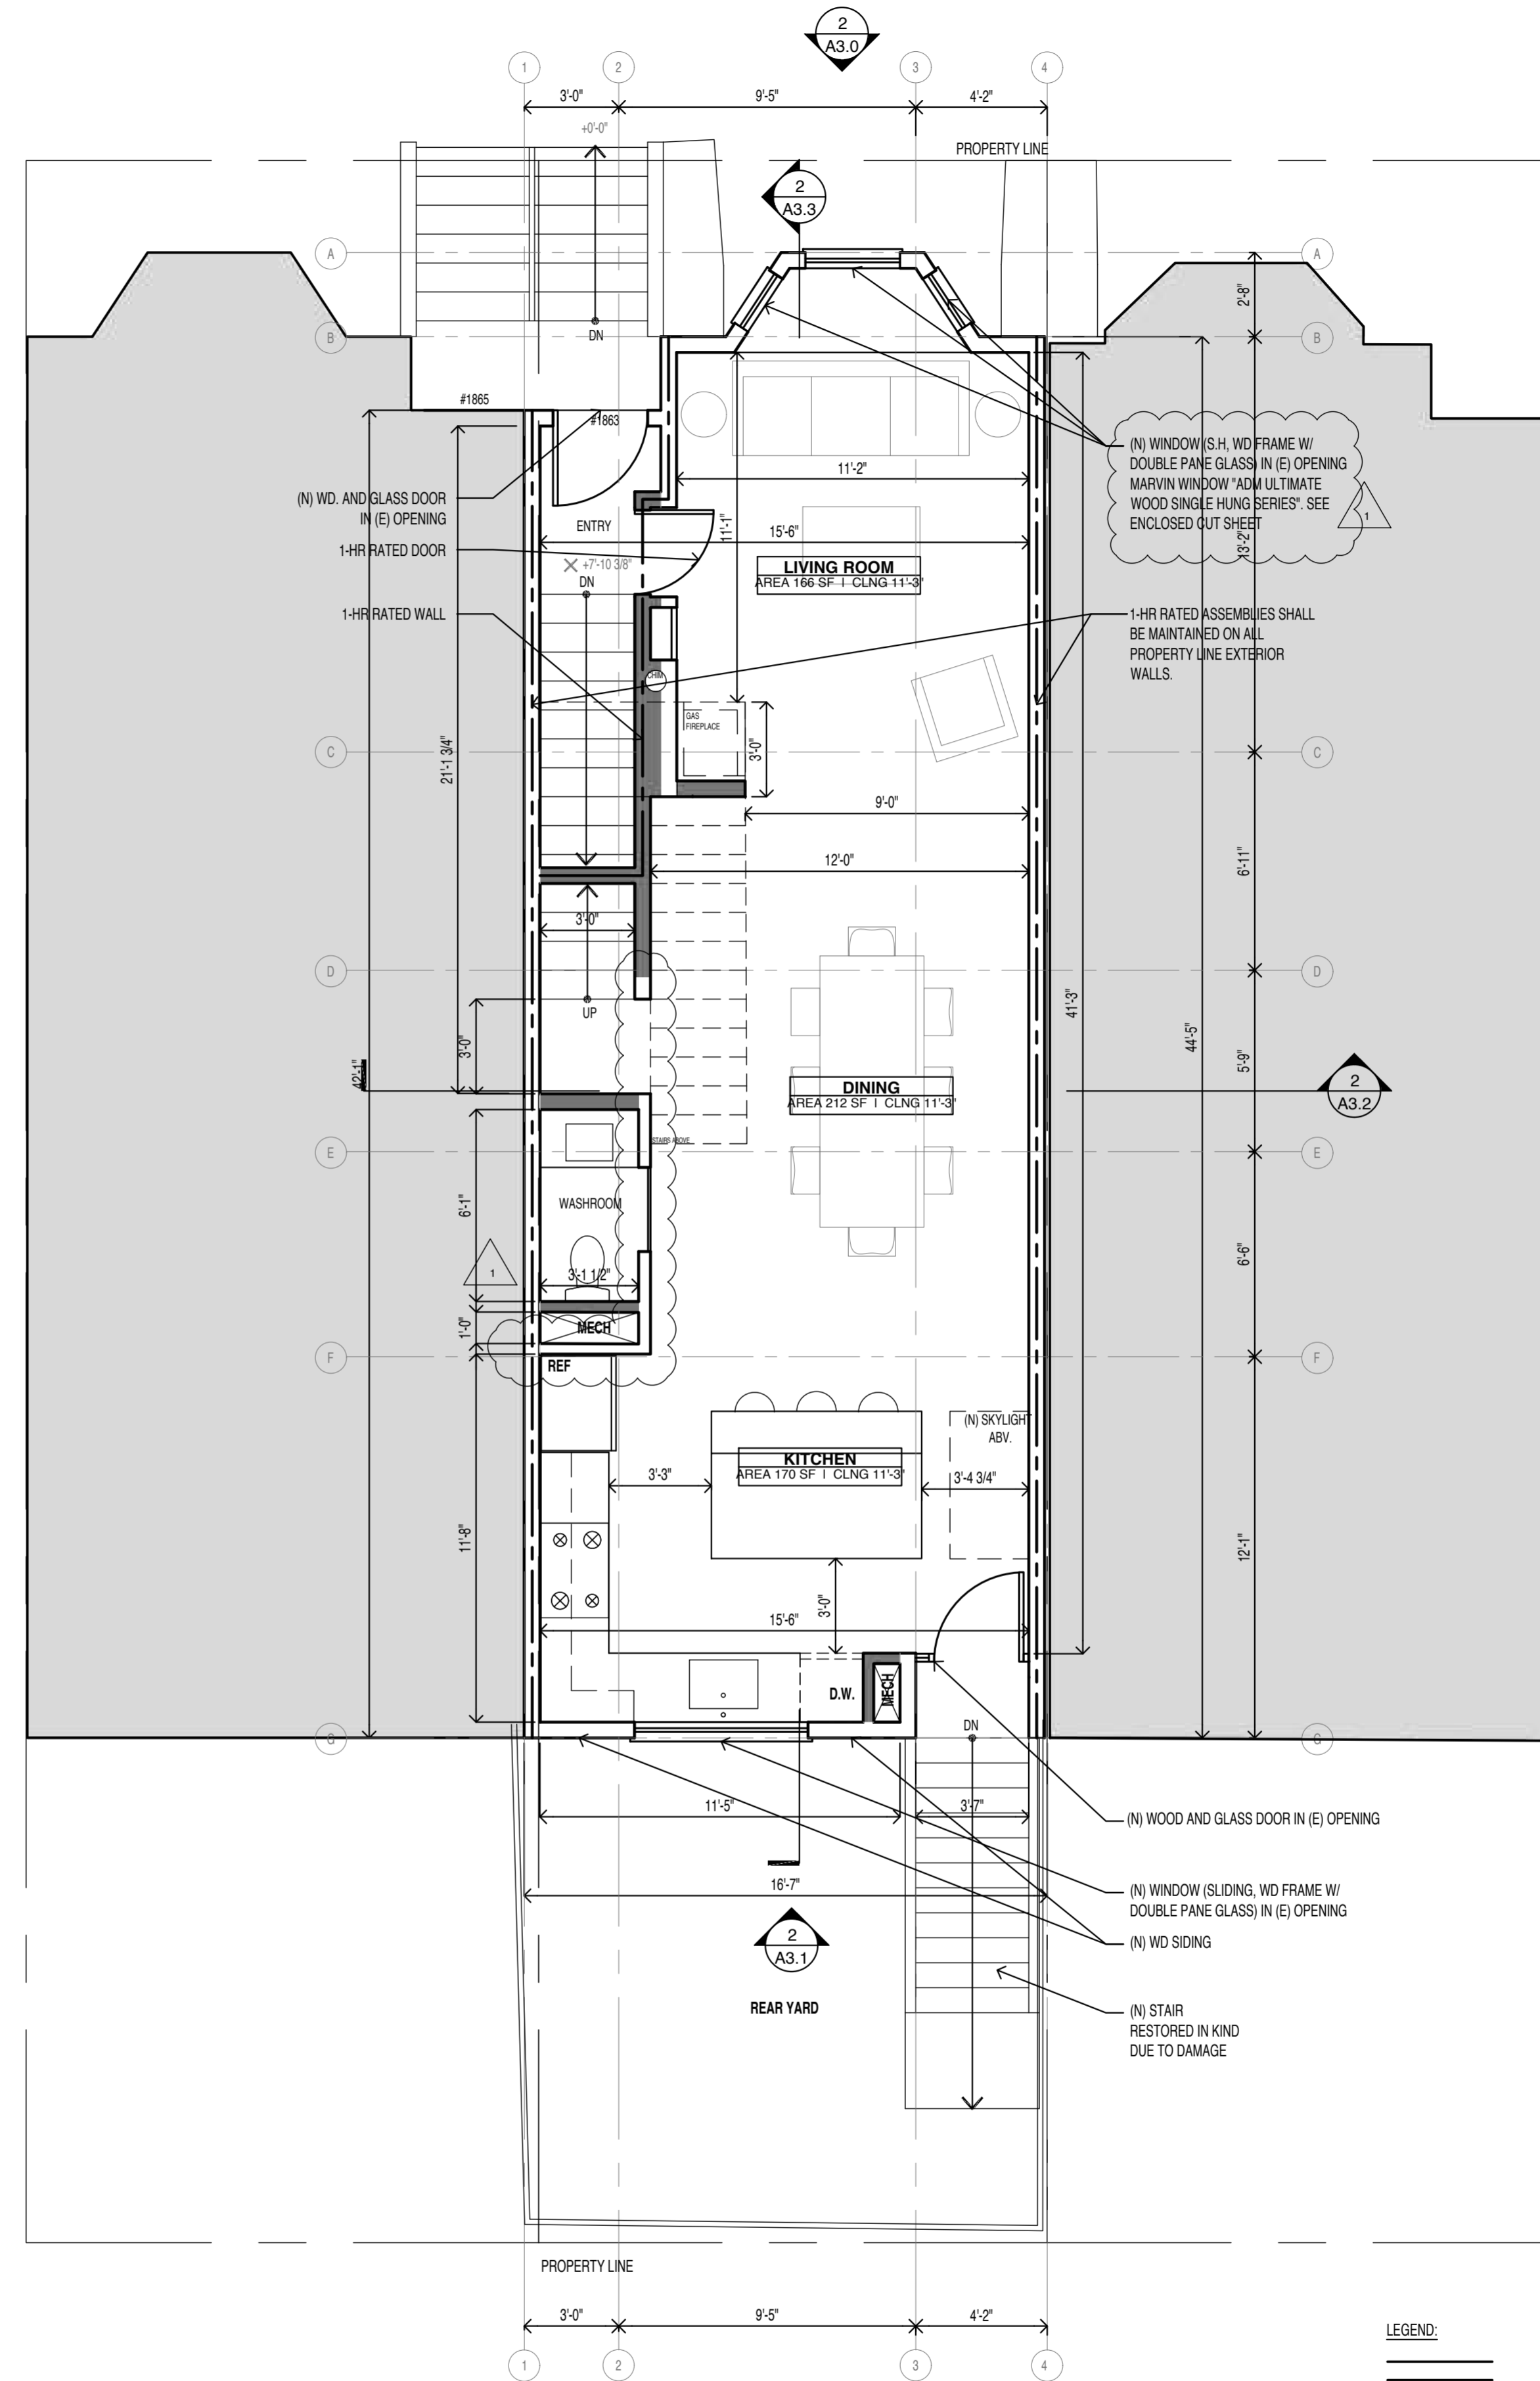 2
A3.0
1
2
3
4
3'-0"
9'-5"
4'-2"
+0'-0"
PROPERTY LINE
2
A3.3
A
A
2'-8"
DN
B
B
#1865
#1863
(N) WINDOW (S.H, WD FRAME W/
DOUBLE PANE GLASS) IN (E) OPENING
MARVIN WINDOW "ADM ULTIMATE
WOOD SINGLE HUNG SERIES". SEE
ENCLOSED CUT SHEET
1
13'-2"
11'-2"
(N) WD. AND GLASS DOOR
IN (E) OPENING
ENTRY
15'-6"
11'-1"
1-HR RATED DOOR
+7'-10 3/8"
DN
LIVING ROOM
AREA 166 SF | CLNG 11'-3"
1-HR RATED WALL
1-HR RATED ASSEMBLIES SHALL
BE MAINTAINED ON ALL
PROPERTY LINE EXTERIOR
WALLS.
CHIM
GAS
FIREPLACE
21'-1 3/4"
3'-0"
C
C
9'-0"
12'-0"
6'-11"
3'-0"
D
D
UP
41'-3"
44'-5"
3'-0"
42'-1"
5'-9"
DINING
AREA 212 SF | CLNG 11'-3"
2
A3.2
STAIRS ABOVE
E
E
WASHROOM
6'-1"
6'-6"
1
3'-1 1/2"
MECH
1'-0"
REF
F
F
(N) SKYLIGHT
ABV.
KITCHEN
AREA 170 SF | CLNG 11'-3"
3'-3"
3'-4 3/4"
11'-8"
12'-1"
3'-0"
15'-6"
D.W.
MECH
DN
G
G
11'-5"
3'-7"
(N) WOOD AND GLASS DOOR IN (E) OPENING
16'-7"
(N) WINDOW (SLIDING, WD FRAME W/
DOUBLE PANE GLASS) IN (E) OPENING
2
A3.1
(N) WD SIDING
REAR YARD
(N) STAIR
RESTORED IN KIND
DUE TO DAMAGE
PROPERTY LINE
3'-0"
9'-5"
4'-2"
LEGEND:
1
2
3
4